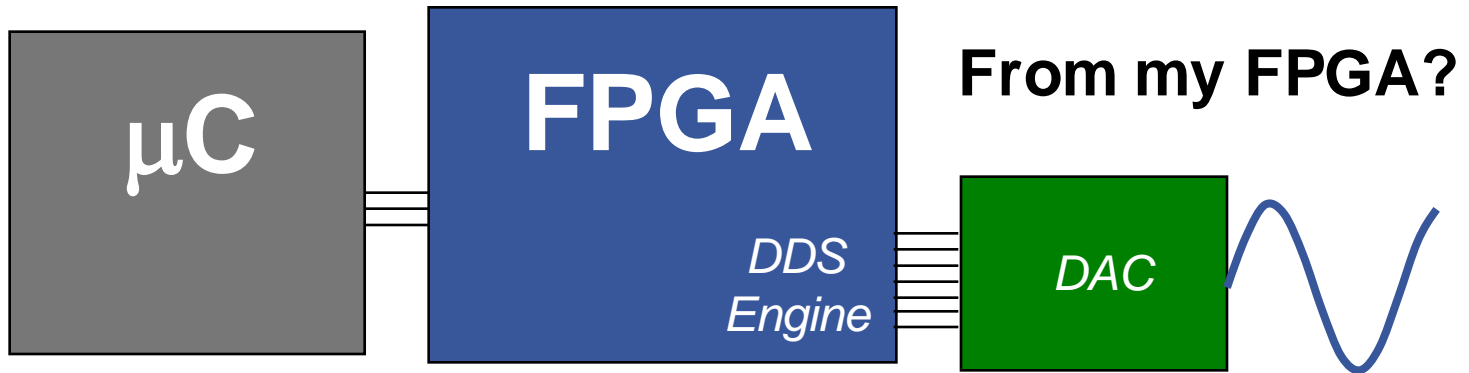 μC
FPGA
From my FPGA?
DDS
Engine
DAC